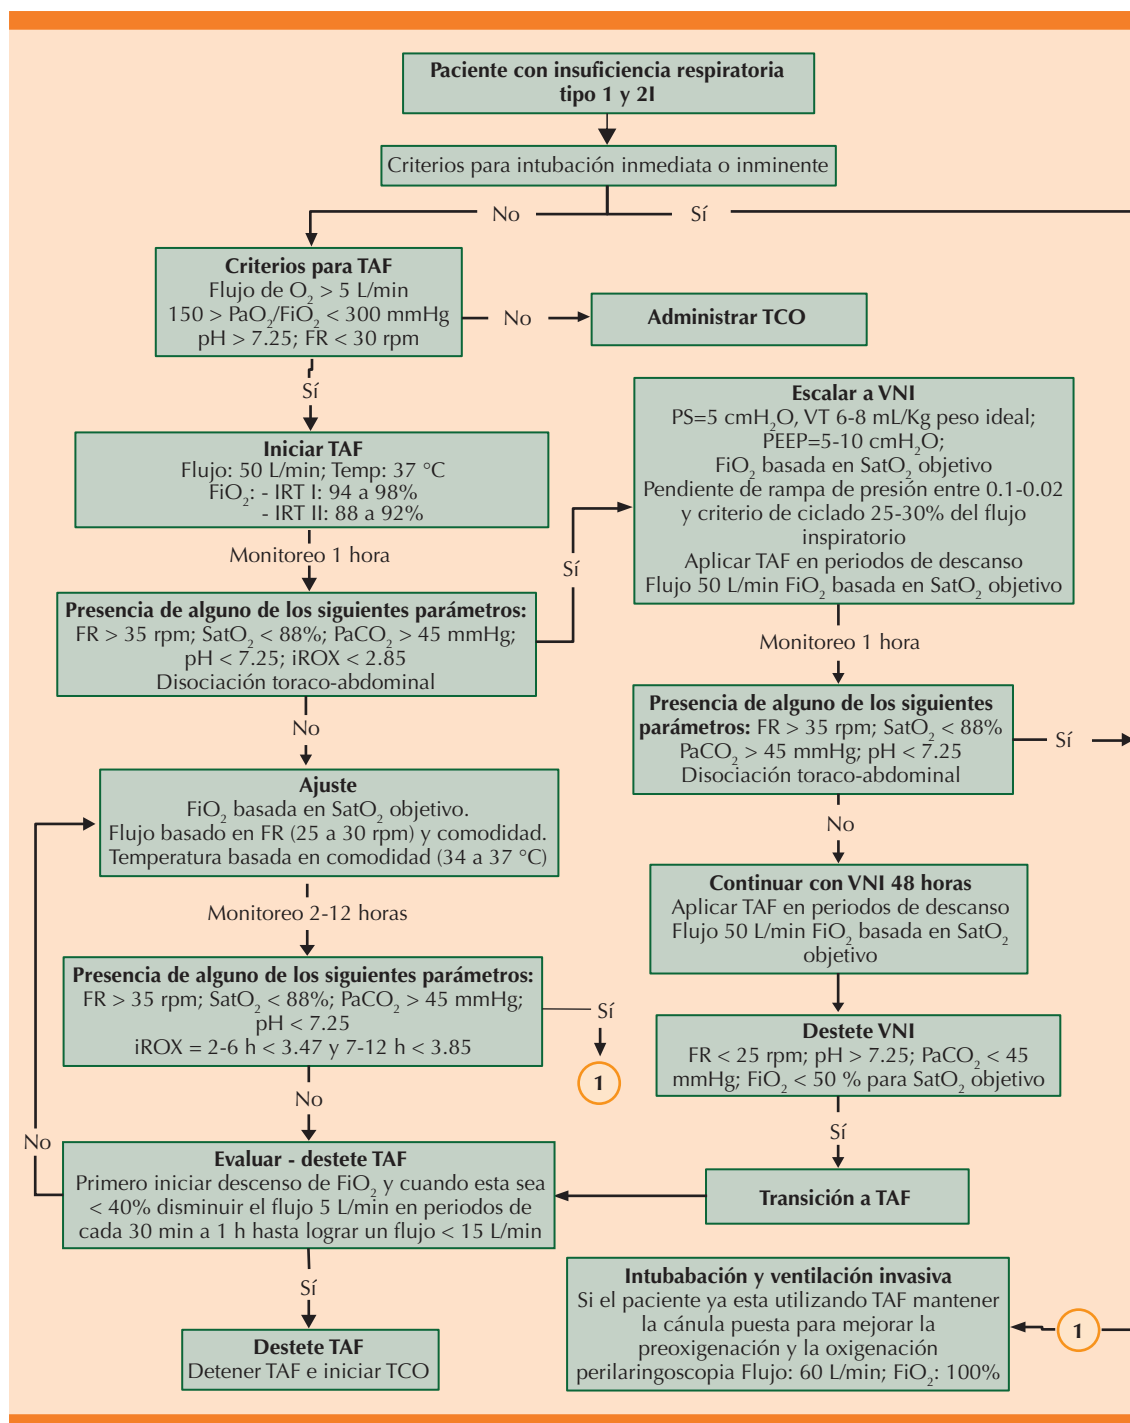 Paciente con insuficiencia respiratoria
tipo 1 y 2I
Criterios para intubación inmediata o inminente
No
Sí
Criterios para TAF
Flujo de O₂ > 5 L/min
150 > PaO₂/FiO₂ < 300 mmHg
pH > 7.25; FR < 30 rpm
No
Administrar TCO
Sí
Iniciar TAF
Flujo: 50 L/min; Temp: 37 °C
FiO₂: - IRT I: 94 a 98%
- IRT II: 88 a 92%
Monitoreo 1 hora
Presencia de alguno de los siguientes parámetros:
FR > 35 rpm; SatO₂ < 88%; PaCO₂ > 45 mmHg;
pH < 7.25; iROX < 2.85
Disociación toraco-abdominal
Sí
Escalar a VNI
PS=5 cmH₂O, VT 6-8 mL/Kg peso ideal;
PEEP=5-10 cmH₂O;
FiO₂ basada en SatO₂ objetivo
Pendiente de rampa de presión entre 0.1-0.02
y criterio de ciclado 25-30% del flujo
inspiratorio
Aplicar TAF en periodos de descanso
Flujo 50 L/min FiO₂ basada en SatO₂ objetivo
Monitoreo 1 hora
Presencia de alguno de los siguientes
parámetros: FR > 35 rpm; SatO₂ < 88%
PaCO₂ > 45 mmHg; pH < 7.25
Disociación toraco-abdominal
Sí
No
Continuar con VNI 48 horas
Aplicar TAF en periodos de descanso
Flujo 50 L/min FiO₂ basada en SatO₂
objetivo
Destete VNI
FR < 25 rpm; pH > 7.25; PaCO₂ < 45
mmHg; FiO₂ < 50 % para SatO₂ objetivo
Sí
Transición a TAF
No
Ajuste
FiO₂ basada en SatO₂ objetivo.
Flujo basado en FR (25 a 30 rpm) y comodidad.
Temperatura basada en comodidad (34 a 37 °C)
Monitoreo 2-12 horas
Presencia de alguno de los siguientes parámetros:
FR > 35 rpm; SatO₂ < 88%; PaCO₂ > 45 mmHg;
pH < 7.25
iROX = 2-6 h < 3.47 y 7-12 h < 3.85
Sí
1
No
No
Evaluar - destete TAF
Primero iniciar descenso de FiO₂ y cuando esta sea
< 40% disminuir el flujo 5 L/min en periodos de
cada 30 min a 1 h hasta lograr un flujo < 15 L/min
Sí
Destete TAF
Detener TAF e iniciar TCO
Intubabación y ventilación invasiva
Si el paciente ya esta utilizando TAF mantener
la cánula puesta para mejorar la
preoxigenación y la oxigenación
perilaringoscopia Flujo: 60 L/min; FiO₂: 100%
1